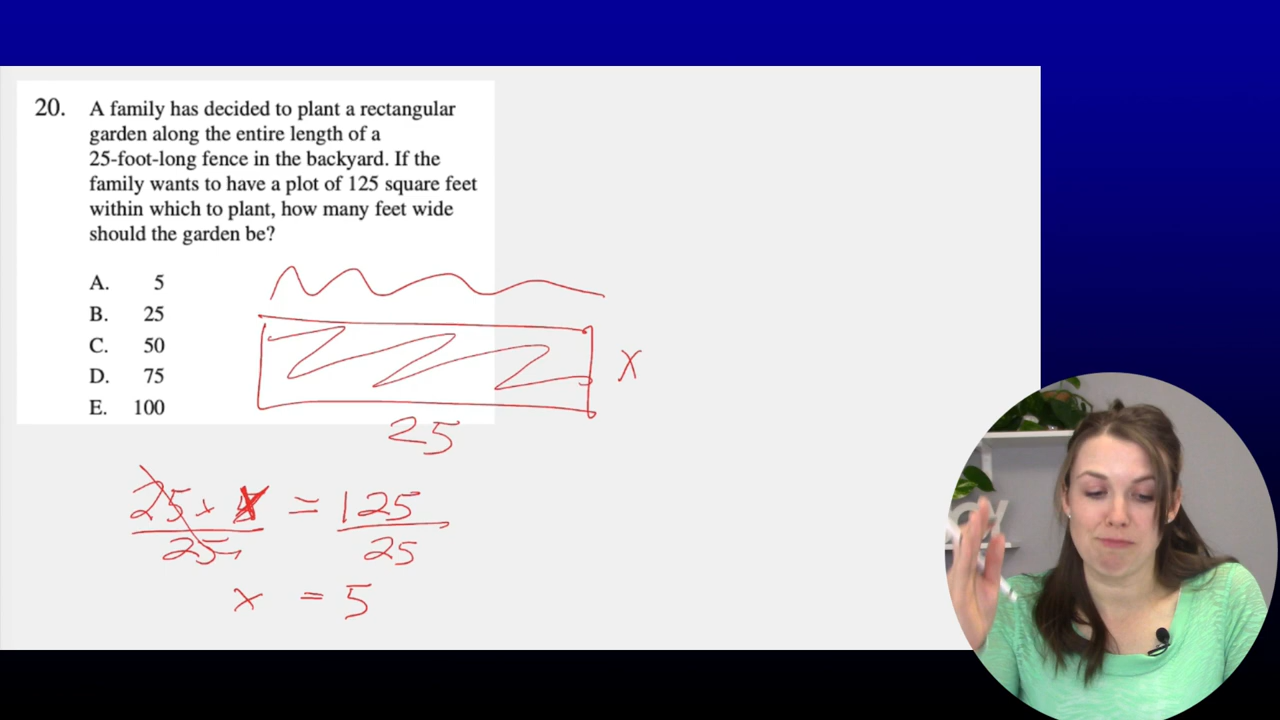 20. A family has decided to plant a rectangular
garden along the entire length of a
25-foot-long fence in the backyard. If the
family wants to have a plot of 125 square feet
within which to plant, how many feet wide
should the garden be?
A. 5
B. 25
C. 50
D. 75
E. 100
x
25
25 × x = 125
25 25
x = 5